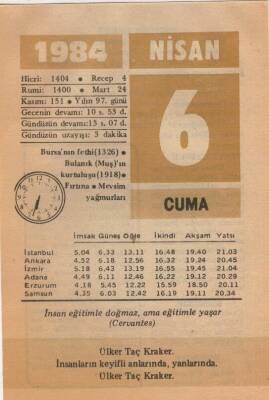 1984
NİSAN
Hicri: 1404 • Recep 4
Rumi: 1400 • Mart 24
Kasım: 151 • Yılın 97. günü
Gecenin devamı: 10 s. 53 d.
Gündüzün devamı: 13 s. 07 d.
Gündüzün uzayışı: 3 dakika
Bursa'nın fethi (1326) •
Bulanık (Muş)'ın
kurtuluşu (1918) •
Fırtına • Mevsim
yağmurları
6
CUMA
İmsak Güneş Öğle İkindi Akşam Yatsı
İstanbul 5,04 6,33 13,11 16,48 19,40 21,03
Ankara 4,52 6,18 12,56 16,32 19,24 20,45
İzmir 5,18 6,43 13,19 16,55 19,45 21,04
Adana 4,49 6,11 12,46 16,22 19,12 20,29
Erzurum 4,18 5,45 12,22 15,59 18,50 20,11
Samsun 4,35 6,03 12,42 16,19 19,11 20,34
İnsan eğitimle doğmaz, ama eğitimle yaşar
(Cervantes)
Ülker Taç Kraker.
İnsanların keyifli anlarında, yanlarında.
Ülker Taç Kraker.